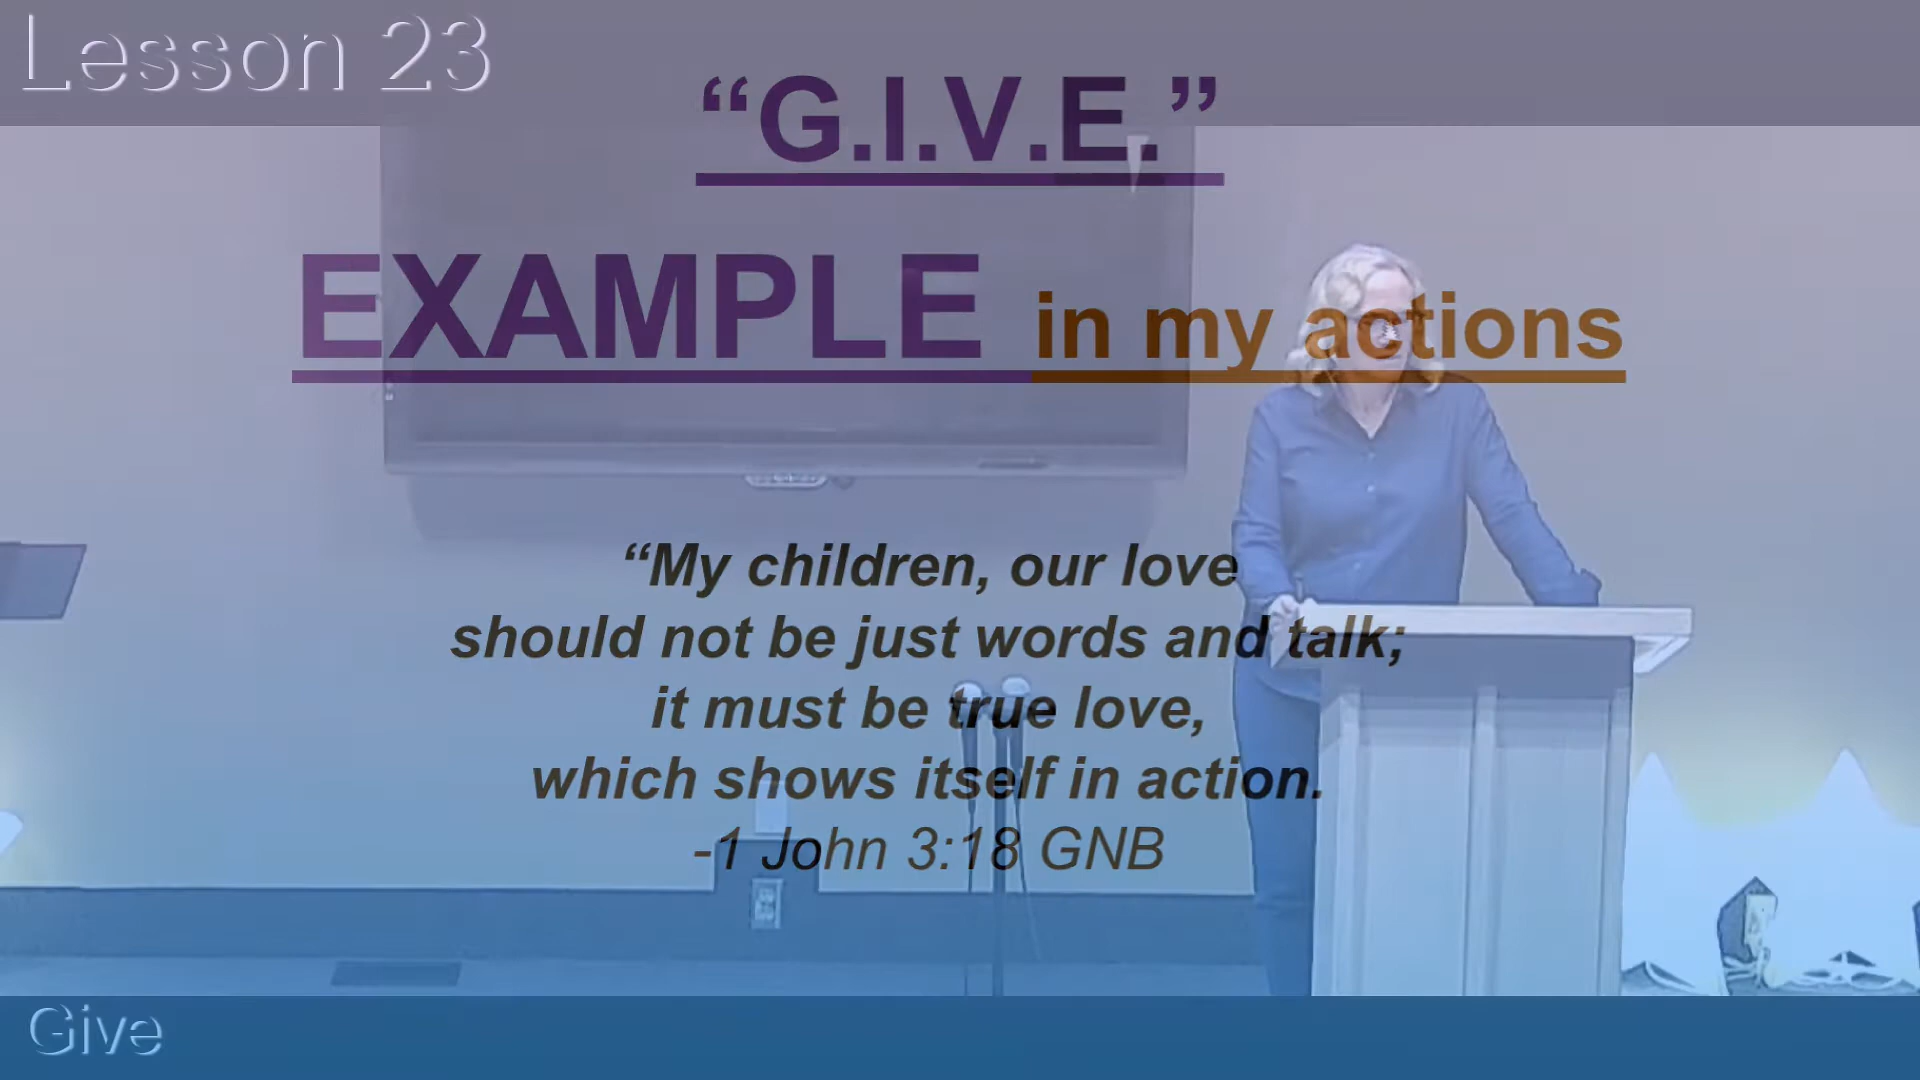 Lesson 23
“G.I.V.E.”
EXAMPLE in my actions
“My children, our love
should not be just words and talk;
it must be true love,
which shows itself in action.
-1 John 3:18 GNB
Give